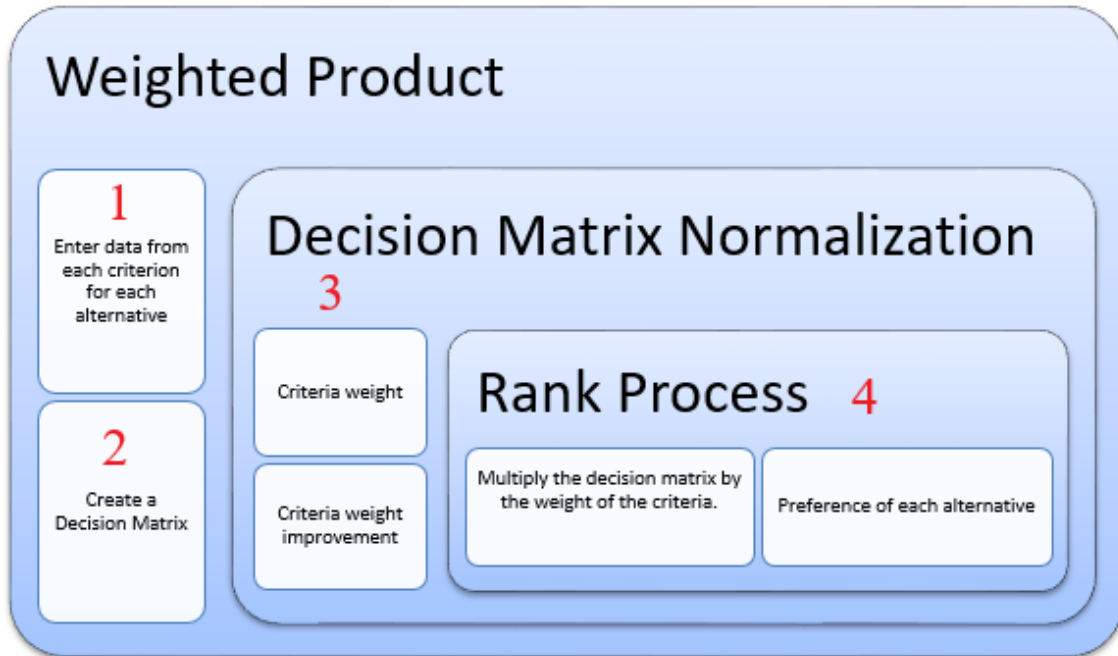 Weighted Product
1
Enter data from
each criterion
for each
alternative
2
Create a
Decision Matrix
Decision Matrix Normalization
3
Criteria weight
Criteria weight
improvement
Rank Process 4
Multiply the decision matrix by
the weight of the criteria.
Preference of each alternative